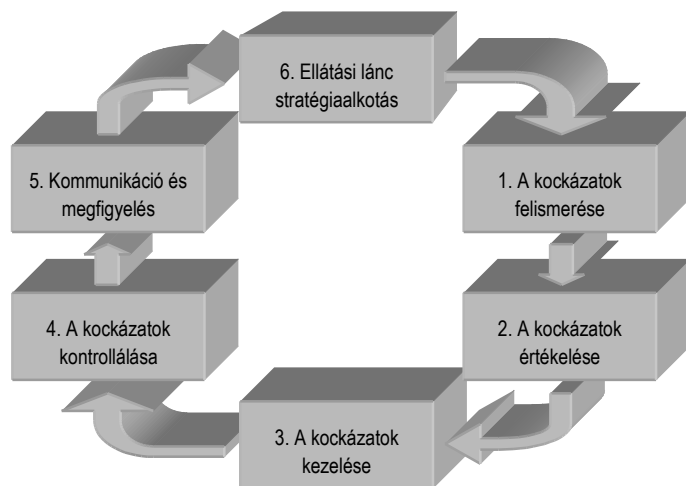 6. Ellátási lánc
stratégiaalkotás
1. A kockázatok
felismerése
2. A kockázatok
értékelése
3. A kockázatok
kezelése
4. A kockázatok
kontrollálása
5. Kommunikáció és
megfigyelés